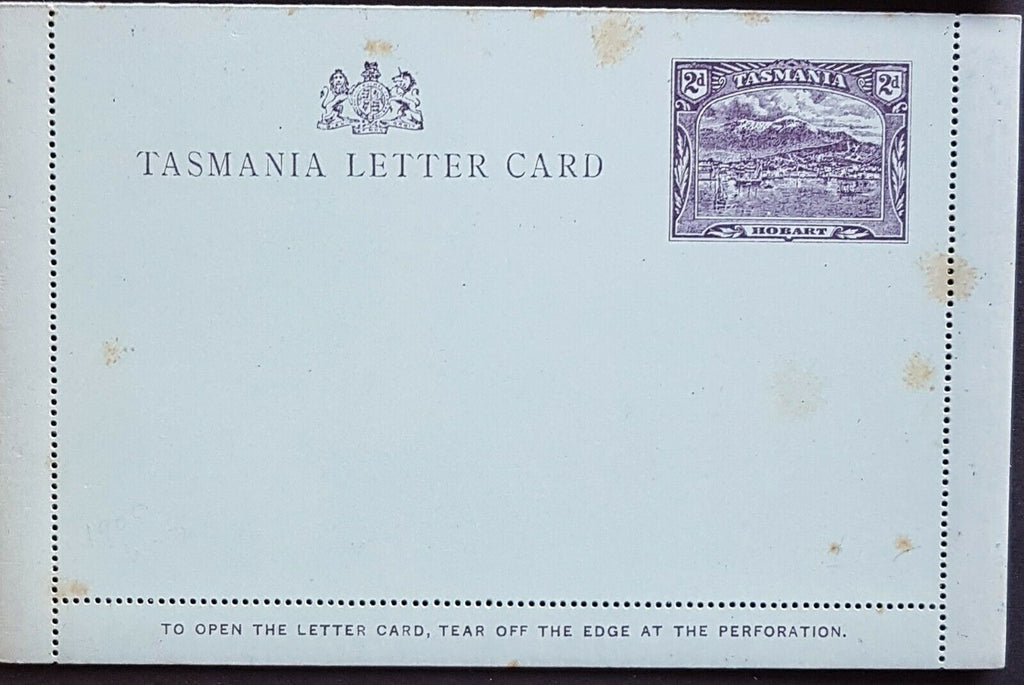 TASMANIA LETTER CARD
2d TASMANIA 2d
HOBART
TO OPEN THE LETTER CARD, TEAR OFF THE EDGE AT THE PERFORATION.